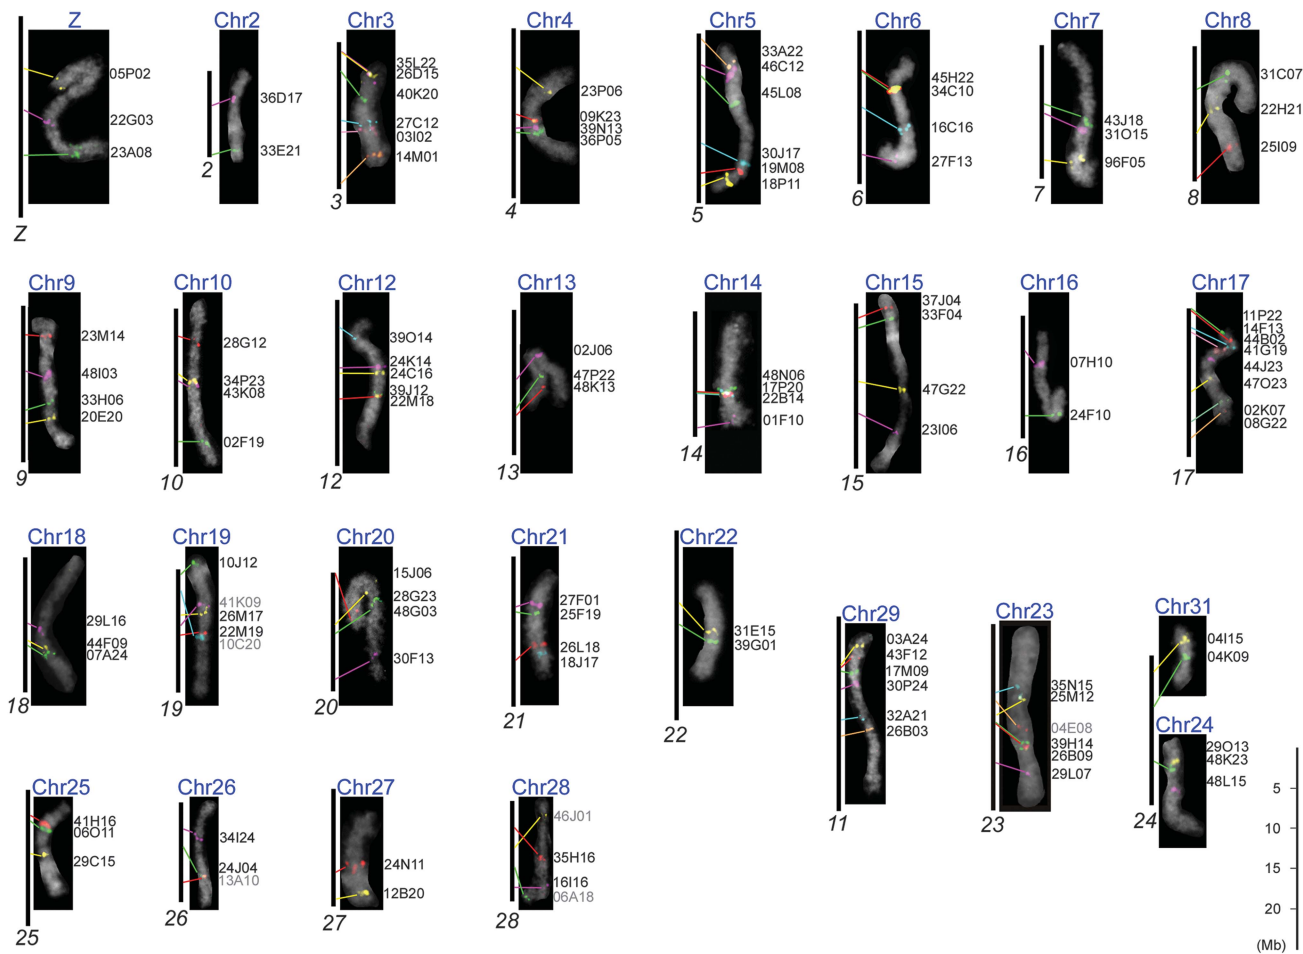 Z
05P02
22G03
23A08
Z
Chr2
36D17
33E21
2
Chr3
35L22
26D15
40K20
27C12
03I02
14M01
3
Chr4
23P06
09K23
39N13
36P05
4
Chr5
33A22
46C12
45L08
30J17
19M08
18P11
5
Chr6
45H22
34C10
16C16
27F13
6
Chr7
43J18
31O15
96F05
7
Chr8
31C07
22H21
25I09
8
Chr9
23M14
48I03
33H06
20E20
9
Chr10
28G12
34P23
43K08
02F19
10
Chr12
39O14
24K14
24C16
39J12
22M18
12
Chr13
02J06
47P22
48K13
13
Chr14
48N06
17P20
22B14
01F10
14
Chr15
37J04
33F04
47G22
23I06
15
Chr16
07H10
24F10
16
Chr17
11P22
14F13
44B02
41G19
44J23
47O23
02K07
08G22
17
Chr18
29L16
44F09
07A24
18
Chr19
10J12
41K09
26M17
22M19
10C20
19
Chr20
15J06
28G23
48G03
30F13
20
Chr21
27F01
25F19
26L18
18J17
21
Chr22
31E15
39G01
22
Chr29
03A24
43F12
17M09
30P24
32A21
26B03
11
Chr23
35N15
25M12
04E08
39H14
26B09
29L07
23
Chr31
04I15
04K09
Chr24
29O13
48K23
48L15
24
Chr25
41H16
06O11
29C15
25
Chr26
34I24
24J04
13A10
26
Chr27
24N11
12B20
27
Chr28
46J01
35H16
16I16
06A18
28
5
10
15
20
(Mb)